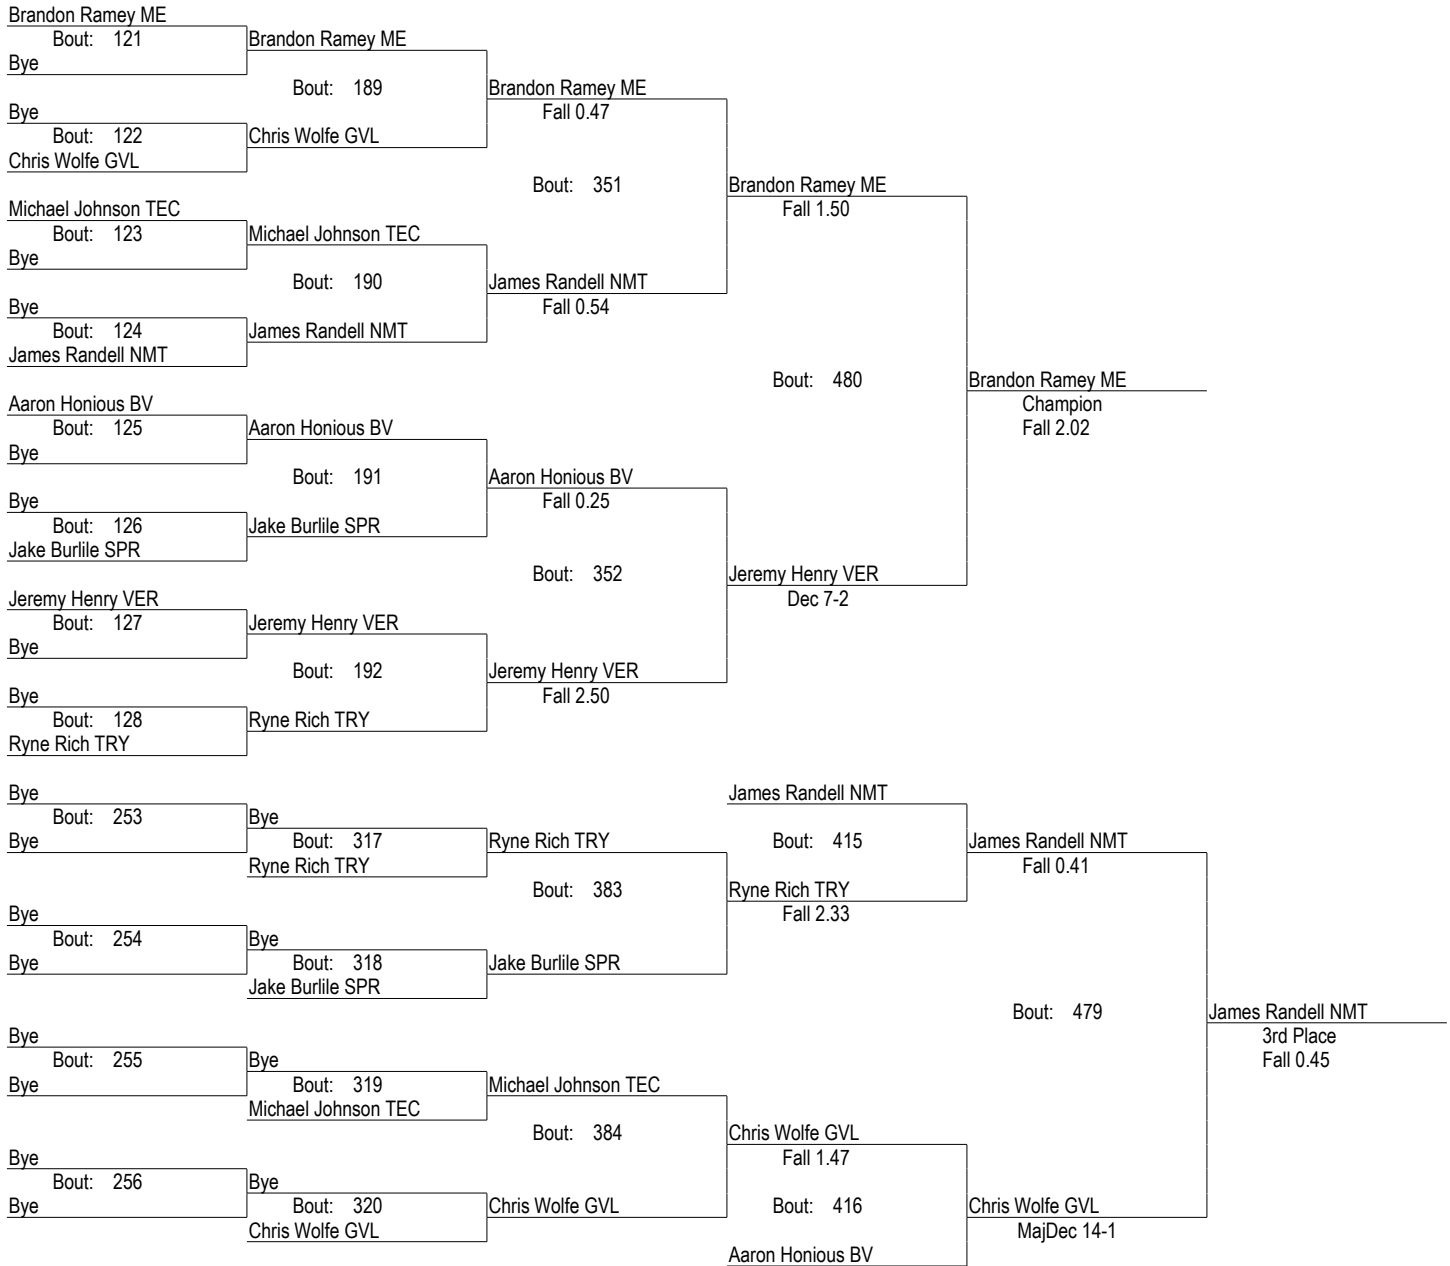 Brandon Ramey ME
Bout: 121
Brandon Ramey ME
Bye
Bout: 189
Brandon Ramey ME
Fall 0.47
Bye
Bout: 122
Chris Wolfe GVL
Chris Wolfe GVL
Bout: 351
Brandon Ramey ME
Fall 1.50
Michael Johnson TEC
Bout: 123
Michael Johnson TEC
Bye
Bout: 190
James Randell NMT
Fall 0.54
Bye
Bout: 124
James Randell NMT
James Randell NMT
Bout: 480
Brandon Ramey ME
Champion
Fall 2.02
Aaron Honious BV
Bout: 125
Aaron Honious BV
Bye
Bout: 191
Aaron Honious BV
Fall 0.25
Bye
Bout: 126
Jake Burlile SPR
Jake Burlile SPR
Bout: 352
Jeremy Henry VER
Dec 7-2
Jeremy Henry VER
Bout: 127
Jeremy Henry VER
Bye
Bout: 192
Jeremy Henry VER
Fall 2.50
Bye
Bout: 128
Ryne Rich TRY
Ryne Rich TRY
Bye
James Randell NMT
Bout: 253
Bye
Bye
Bout: 317
Ryne Rich TRY
Bout: 415
James Randell NMT
Ryne Rich TRY
Fall 0.41
Bout: 383
Ryne Rich TRY
Fall 2.33
Bye
Bout: 254
Bye
Bye
Bout: 318
Jake Burlile SPR
Jake Burlile SPR
Bout: 479
James Randell NMT
3rd Place
Fall 0.45
Bye
Bout: 255
Bye
Bye
Bout: 319
Michael Johnson TEC
Michael Johnson TEC
Bout: 384
Chris Wolfe GVL
Fall 1.47
Bye
Bout: 256
Bye
Bye
Bout: 320
Chris Wolfe GVL
Bout: 416
Chris Wolfe GVL
Chris Wolfe GVL
MajDec 14-1
Aaron Honious BV